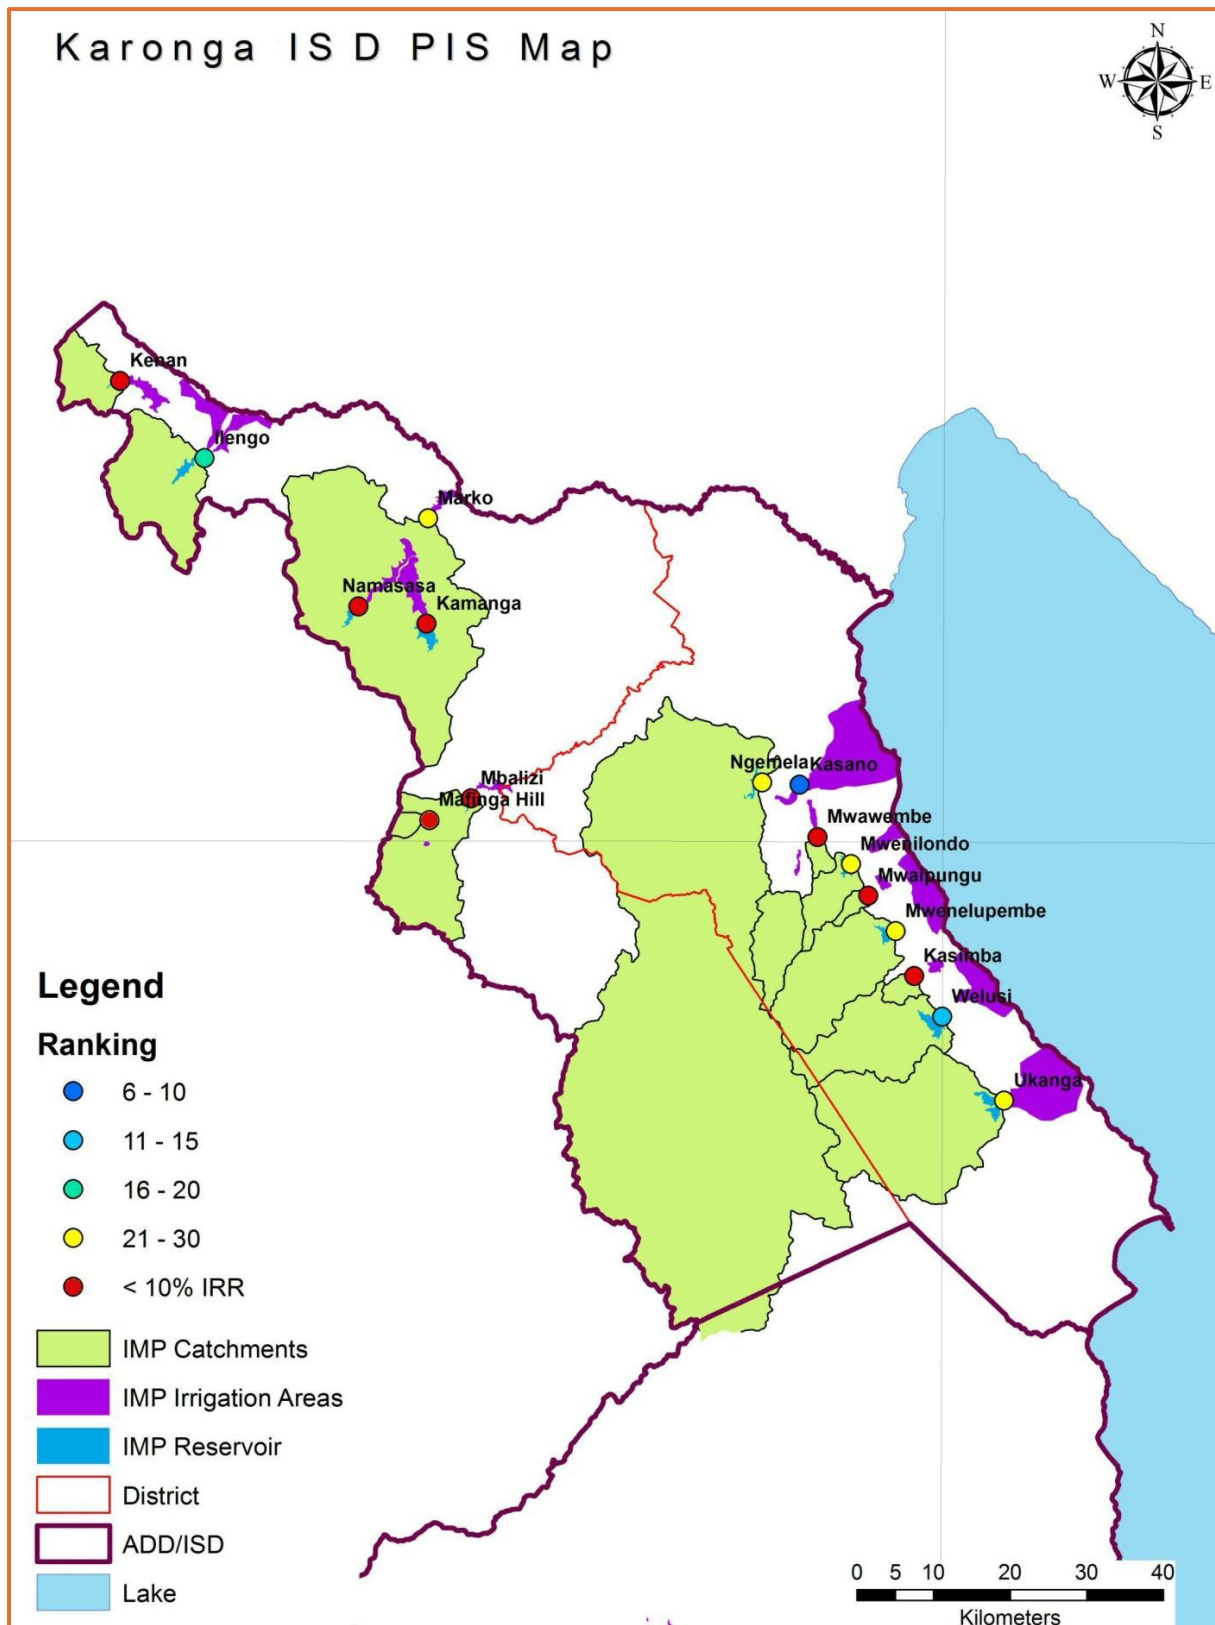 Karonga ISD PIS Map
N
W E
S
Kenan
Ilengo
Marko
Namasasa
Kamanga
Mbalizi
Mafinga Hill
Ngemela
Kasano
Mwawembe
Mwenilondo
Mwalpungu
Mwenelupembe
Kasimba
Welusi
Ukanga
Legend
Ranking
6 - 10
11 - 15
16 - 20
21 - 30
< 10% IRR
IMP Catchments
IMP Irrigation Areas
IMP Reservoir
District
ADD/ISD
Lake
0 5 10 20 30 40
Kilometers